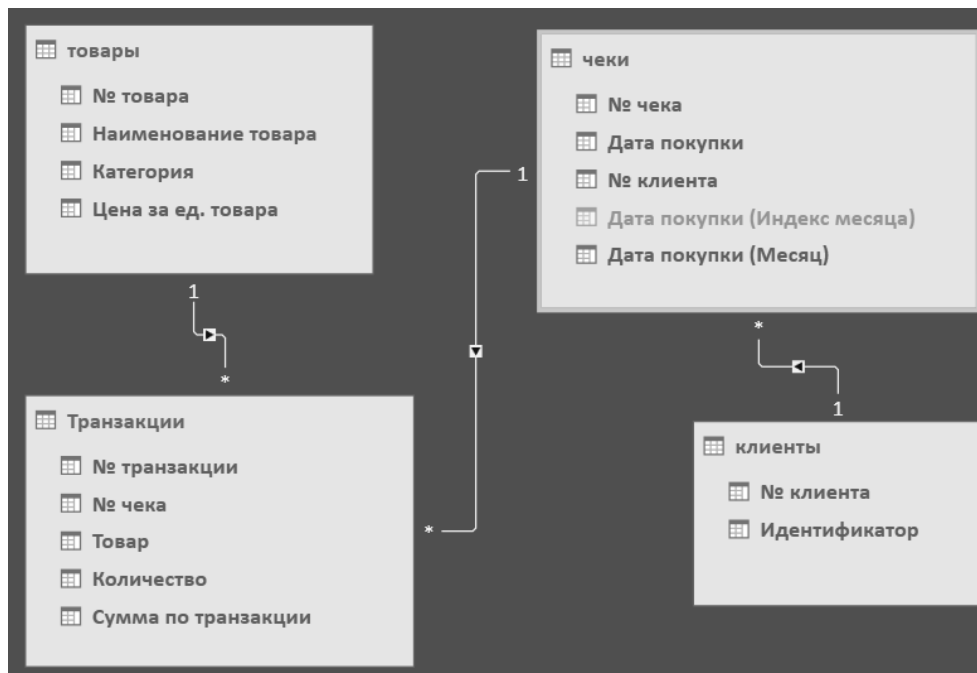 товары
№ товара
Наименование товара
Категория
Цена за ед. товара
чеки
№ чека
Дата покупки
№ клиента
Дата покупки (Индекс месяца)
Дата покупки (Месяц)
1
1
*
*
1
Транзакции
№ транзакции
№ чека
Товар
Количество
Сумма по транзакции
*
клиенты
№ клиента
Идентификатор